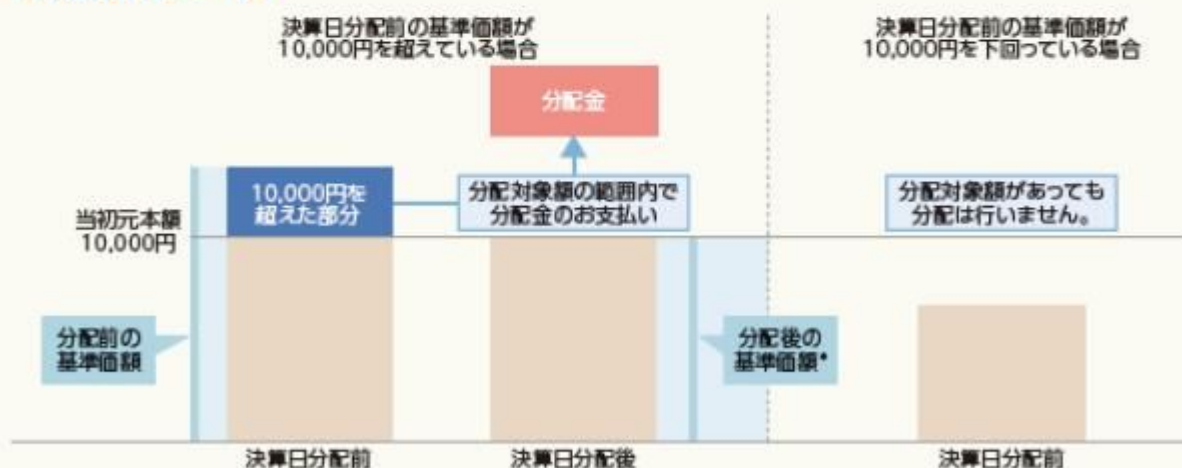 決算日分配前の基準価額が
10,000円を超えている場合
決算日分配前の基準価額が
10,000円を下回っている場合
分配金
10,000円を
超えた部分
分配対象額の範囲内で
分配金のお支払い
分配対象額があっても
分配は行いません。
当初元本額
10,000円
分配前の
基準価額
分配後の
基準価額*
決算日分配前
決算日分配後
決算日分配前